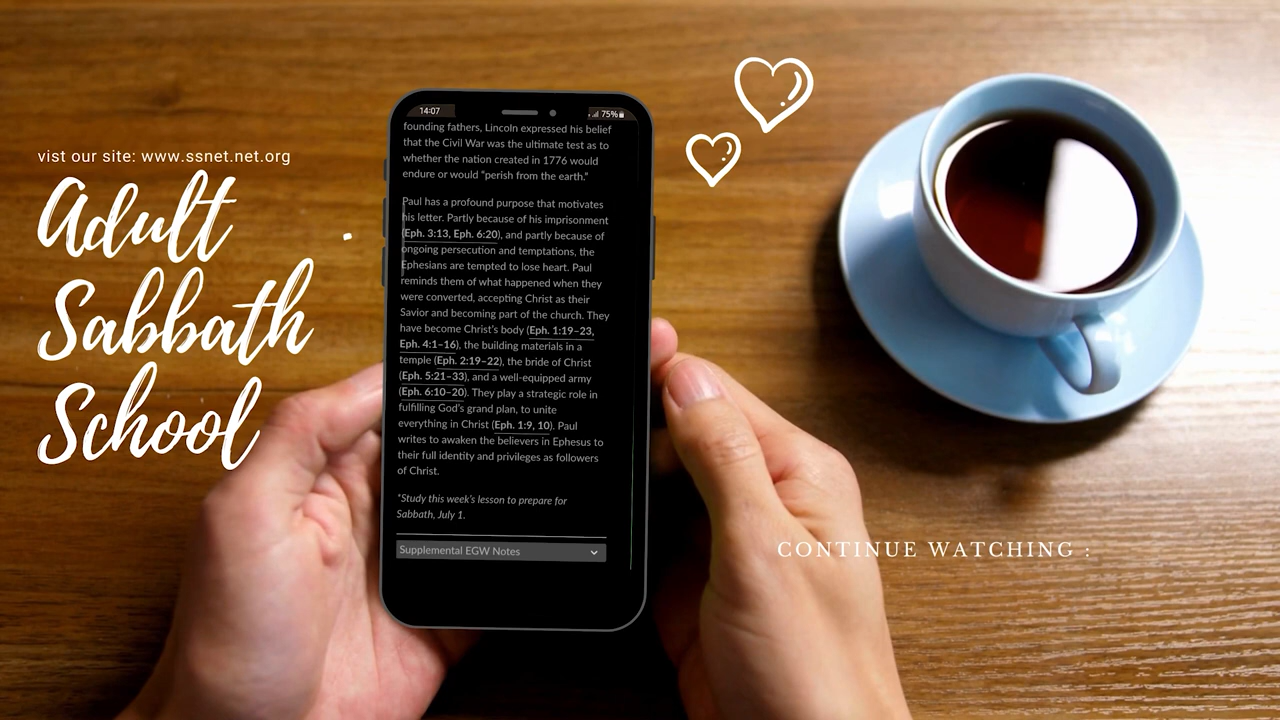 vist our site: www.ssnet.net.org
Adult
Sabbath
School
14:07
75%
founding fathers, Lincoln expressed his belief
that the Civil War was the ultimate test as to
whether the nation created in 1776 would
endure or would “perish from the earth.”
Paul has a profound purpose that motivates
his letter. Partly because of his imprisonment
(Eph. 3:13, Eph. 6:20), and partly because of
ongoing persecution and temptations, the
Ephesians are tempted to lose heart. Paul
reminds them of what happened when they
were converted, accepting Christ as their
Savior and becoming part of the church. They
have become Christ’s body (Eph. 1:19–23,
Eph. 4:1–16), the building materials in a
temple (Eph. 2:19–22), the bride of Christ
(Eph. 5:21–33), and a well-equipped army
(Eph. 6:10–20). They play a strategic role in
fulfilling God’s grand plan, to unite
everything in Christ (Eph. 1:9, 10). Paul
writes to awaken the believers in Ephesus to
their full identity and privileges as followers
of Christ.
*Study this week’s lesson to prepare for
Sabbath, July 1.
Supplemental EGW Notes
CONTINUE WATCHING :